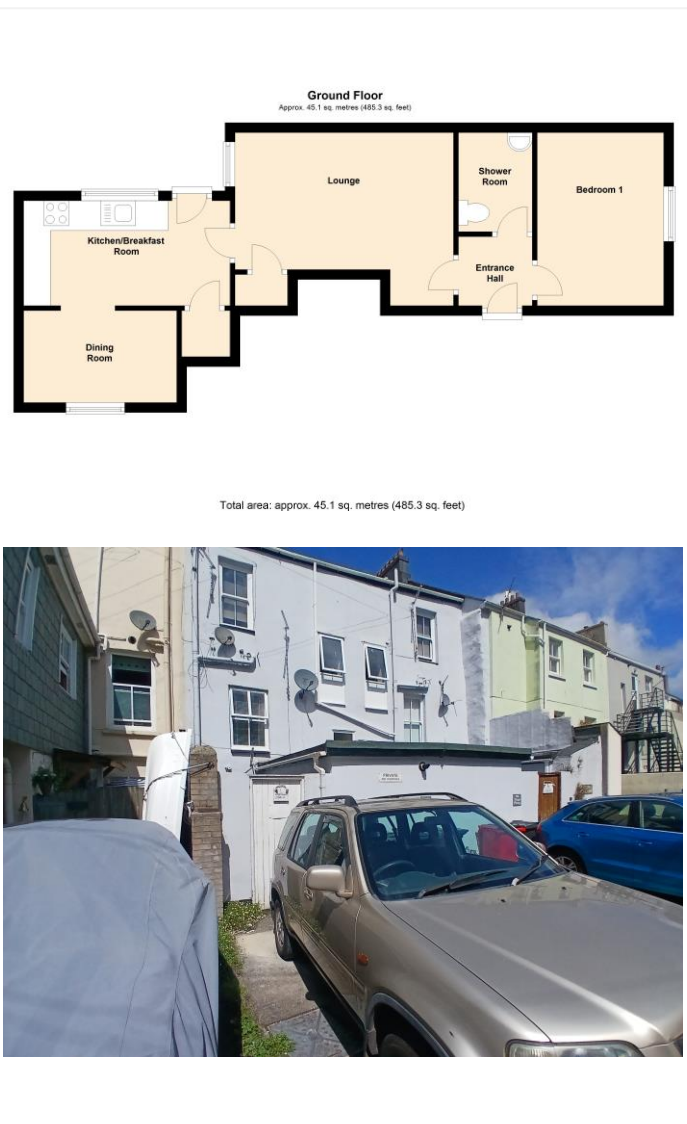 Ground Floor
Approx. 45.1 sq. metres (485.3 sq. feet)
Lounge
Shower
Room
Bedroom 1
Kitchen/Breakfast
Room
Entrance
Hall
Dining
Room
Total area: approx. 45.1 sq. metres (485.3 sq. feet)
PRIVATE